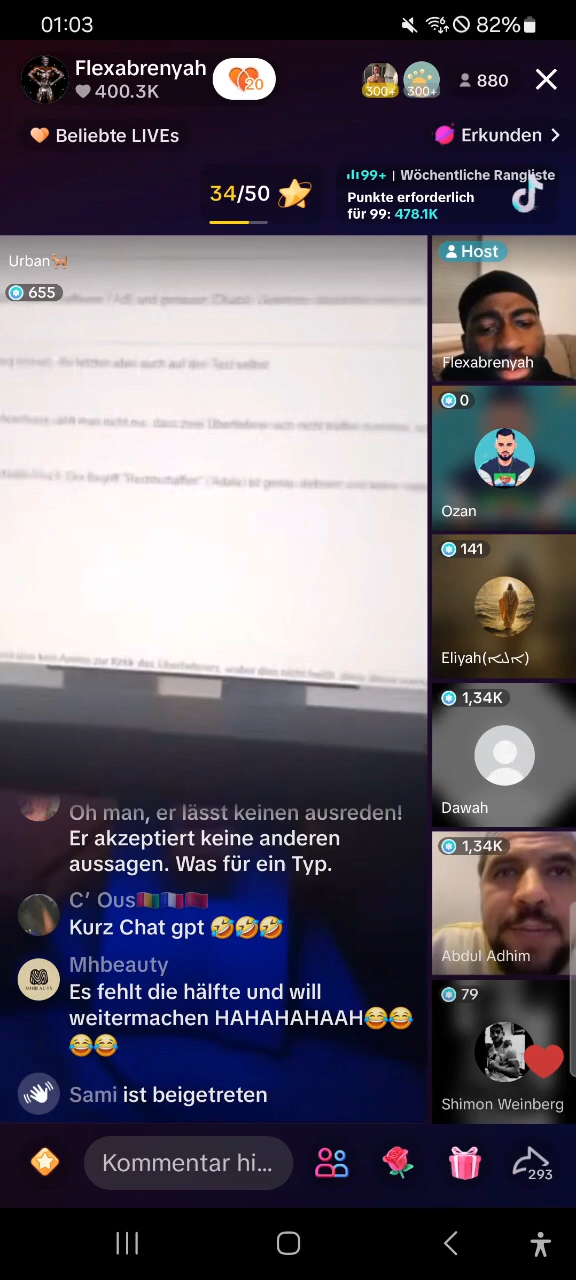 01:03
82%
Flexabrenyah
400.3K
20
300+
300+
880
Beliebte LIVEs
Erkunden
34/50
99+ | Wöchentliche Rangliste
Punkte erforderlich
für 99: 478.1K
Urban
655
Host
Flexabrenyah
0
Ozan
141
Eliyah
1,34K
Dawah
1,34K
Abdul Adhim
79
Shimon Weinberg
Oh man, er lässt keinen ausreden!
Er akzeptiert keine anderen
aussagen. Was für ein Typ.
C’ Ous
Kurz Chat gpt 🤣🤣🤣
Mhbeauty
Es fehlt die hälfte und will
weitermachen HAHAHAHAAH😂😂
😂😂
Sami ist beigetreten
Kommentar hi...
293